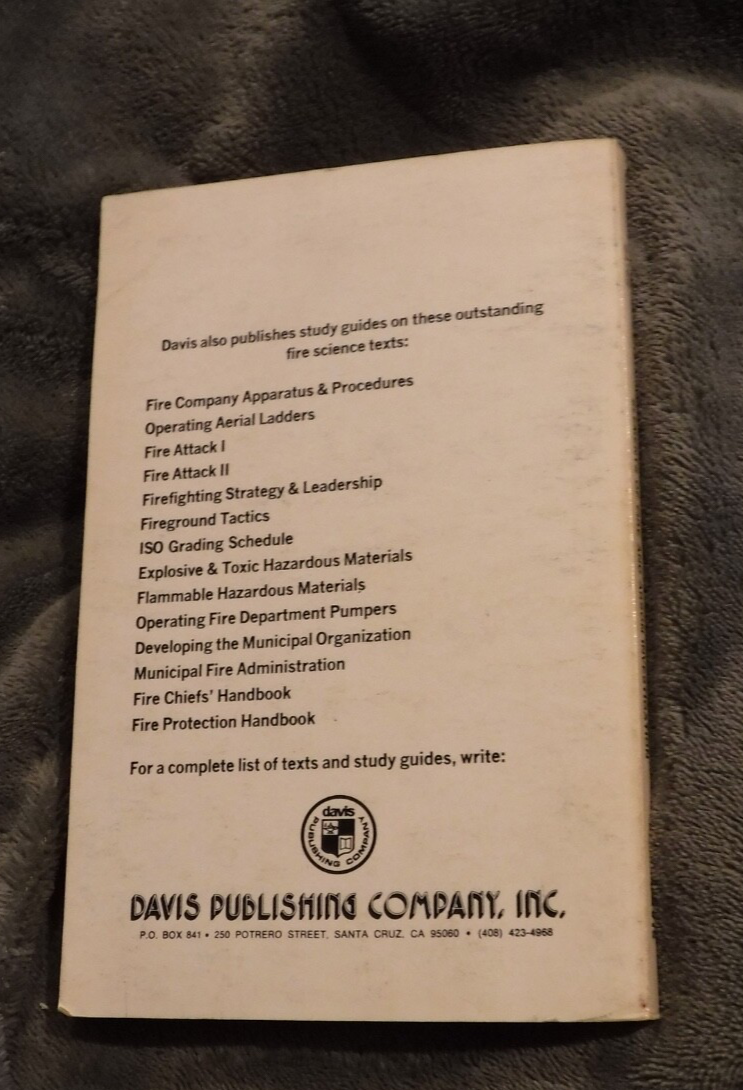 Davis also publishes study guides on these outstanding
fire science texts:
Fire Company Apparatus & Procedures
Operating Aerial Ladders
Fire Attack I
Fire Attack II
Firefighting Strategy & Leadership
Fireground Tactics
ISO Grading Schedule
Explosive & Toxic Hazardous Materials
Flammable Hazardous Materials
Operating Fire Department Pumpers
Developing the Municipal Organization
Municipal Fire Administration
Fire Chiefs' Handbook
Fire Protection Handbook
For a complete list of texts and study guides, write:
davis
PUBLISHING COMPANY
DAVIS PUBLISHING COMPANY, INC.
P.O. BOX 841 • 250 POTRERO STREET, SANTA CRUZ, CA 95060 • (408) 423-4968